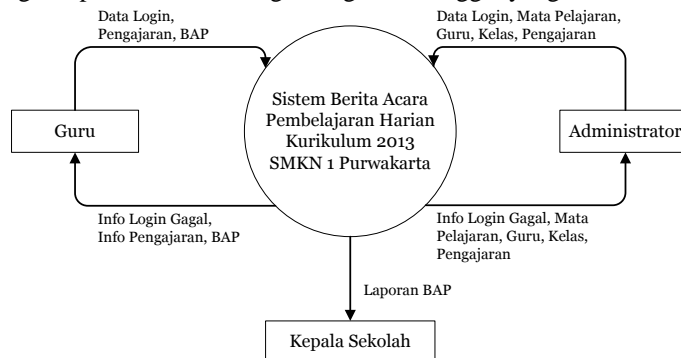 Data Login,
Pengajaran, BAP
Data Login, Mata Pelajaran,
Guru, Kelas, Pengajaran
Sistem Berita Acara
Pembelajaran Harian
Kurikulum 2013
SMKN 1 Purwakarta
Guru
Administrator
Info Login Gagal,
Info Pengajaran, BAP
Info Login Gagal, Mata
Pelajaran, Guru, Kelas,
Pengajaran
Laporan BAP
Kepala Sekolah